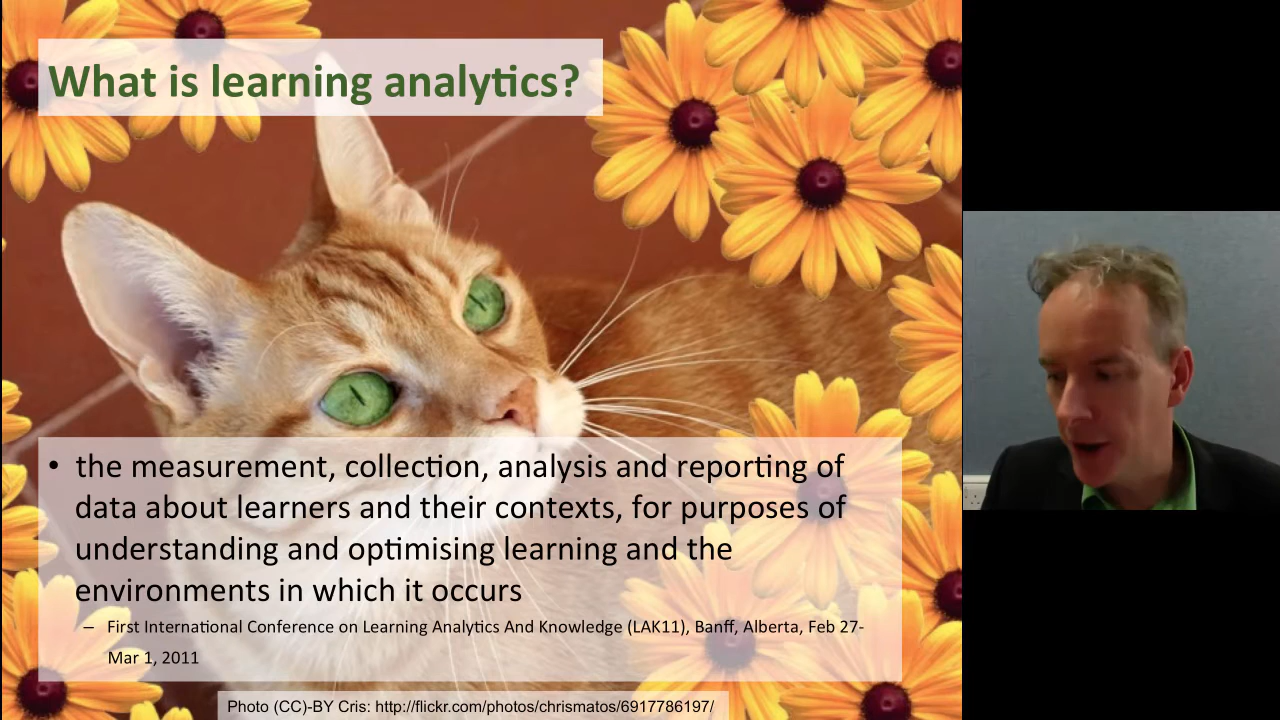 What is learning analytics?
• the measurement, collection, analysis and reporting of
data about learners and their contexts, for purposes of
understanding and optimising learning and the
environments in which it occurs
– First International Conference on Learning Analytics And Knowledge (LAK11), Banff, Alberta, Feb 27-
Mar 1, 2011
Photo (CC)-BY Cris: http://flickr.com/photos/chrismatos/6917786197/